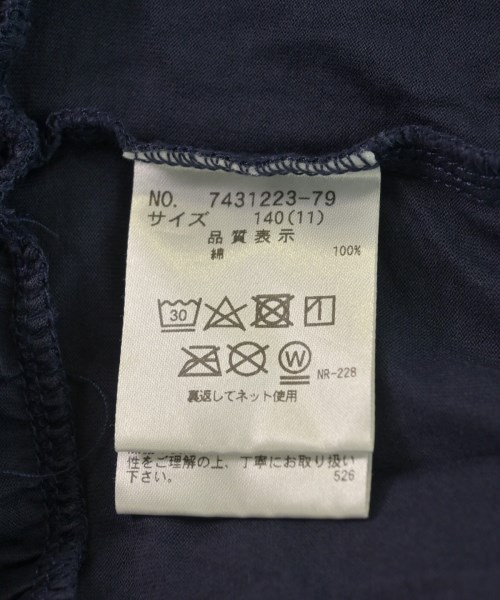 NO. 7431223-79
サイズ 140(11)
品質表示
綿 100%
30
W
NR-228
裏返してネット使用
性をご理解の上、丁寧にお取り扱い
下さい。 526